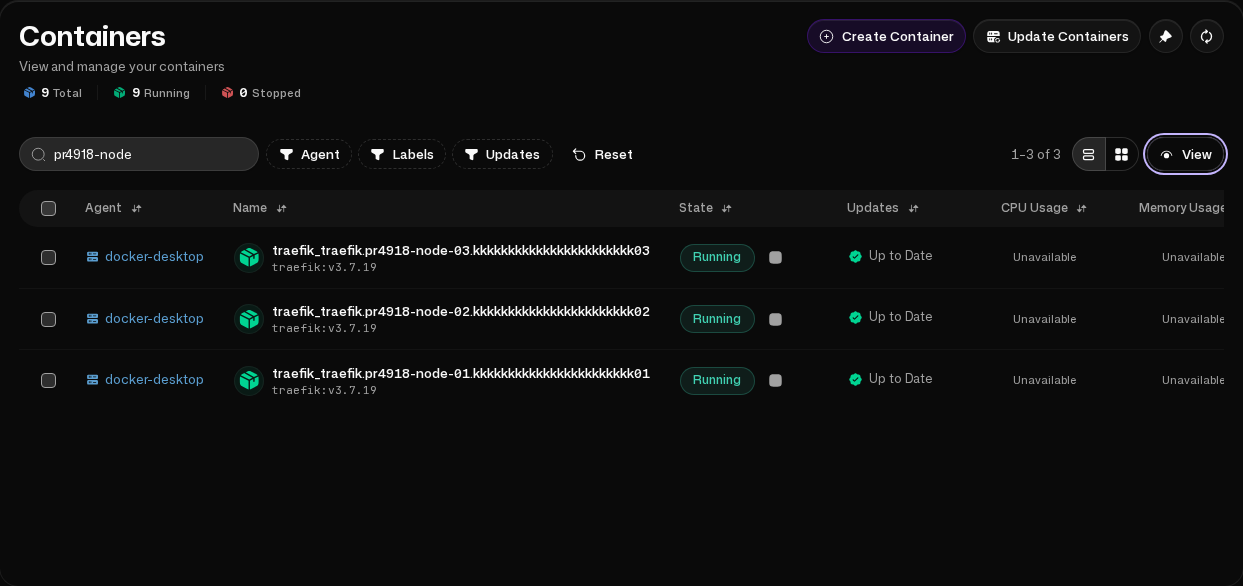 Containers
Create Container
Update Containers
View and manage your containers
9 Total
9 Running
0 Stopped
pr4918-node
Agent
Labels
Updates
Reset
1–3 of 3
View
Agent
Name
State
Updates
CPU Usage
Memory Usage
docker-desktop
traefik_traefik.pr4918-node-03.kkkkkkkkkkkkkkkkkkkkkkk03
traefik:v3.7.19
Running
Up to Date
Unavailable
Unavailable
docker-desktop
traefik_traefik.pr4918-node-02.kkkkkkkkkkkkkkkkkkkkkkk02
traefik:v3.7.19
Running
Up to Date
Unavailable
Unavailable
docker-desktop
traefik_traefik.pr4918-node-01.kkkkkkkkkkkkkkkkkkkkkkk01
traefik:v3.7.19
Running
Up to Date
Unavailable
Unavailable